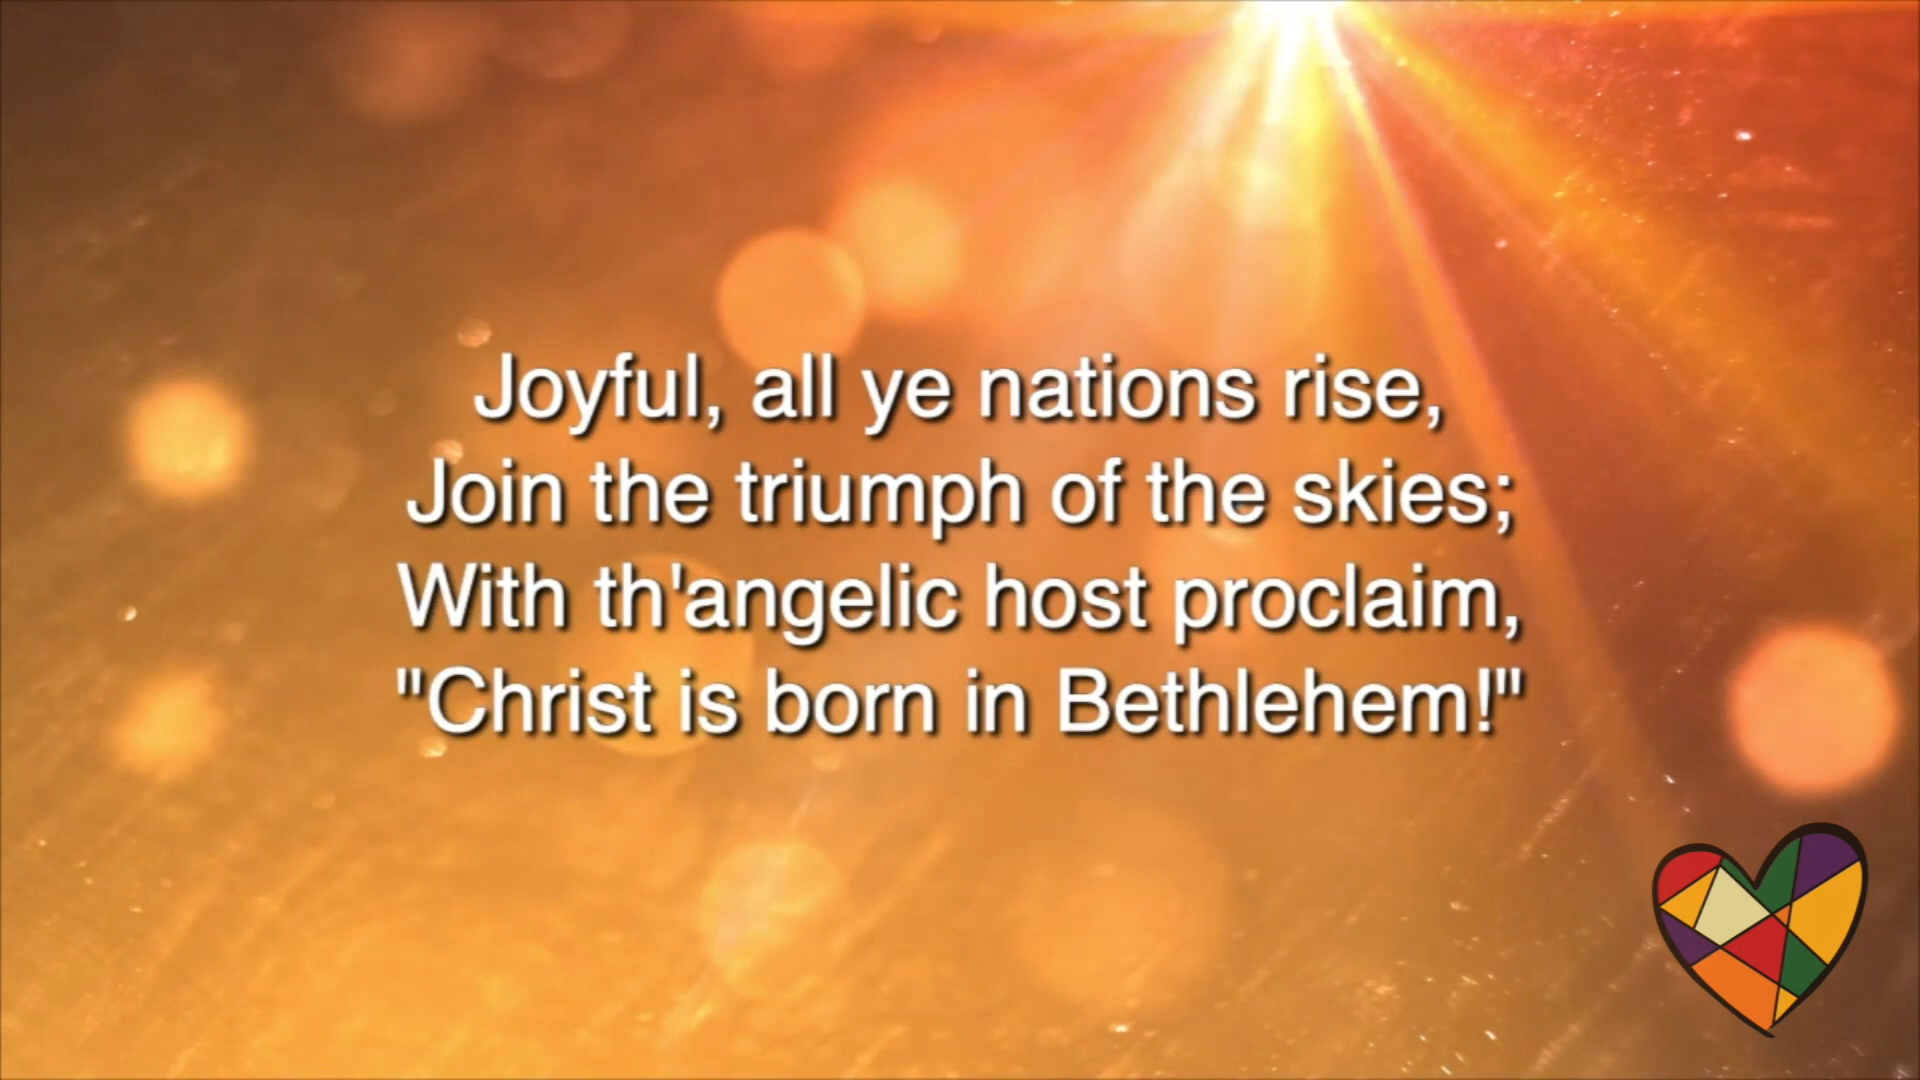 Joyful, all ye nations rise,
Join the triumph of the skies;
With th'angelic host proclaim,
"Christ is born in Bethlehem!"